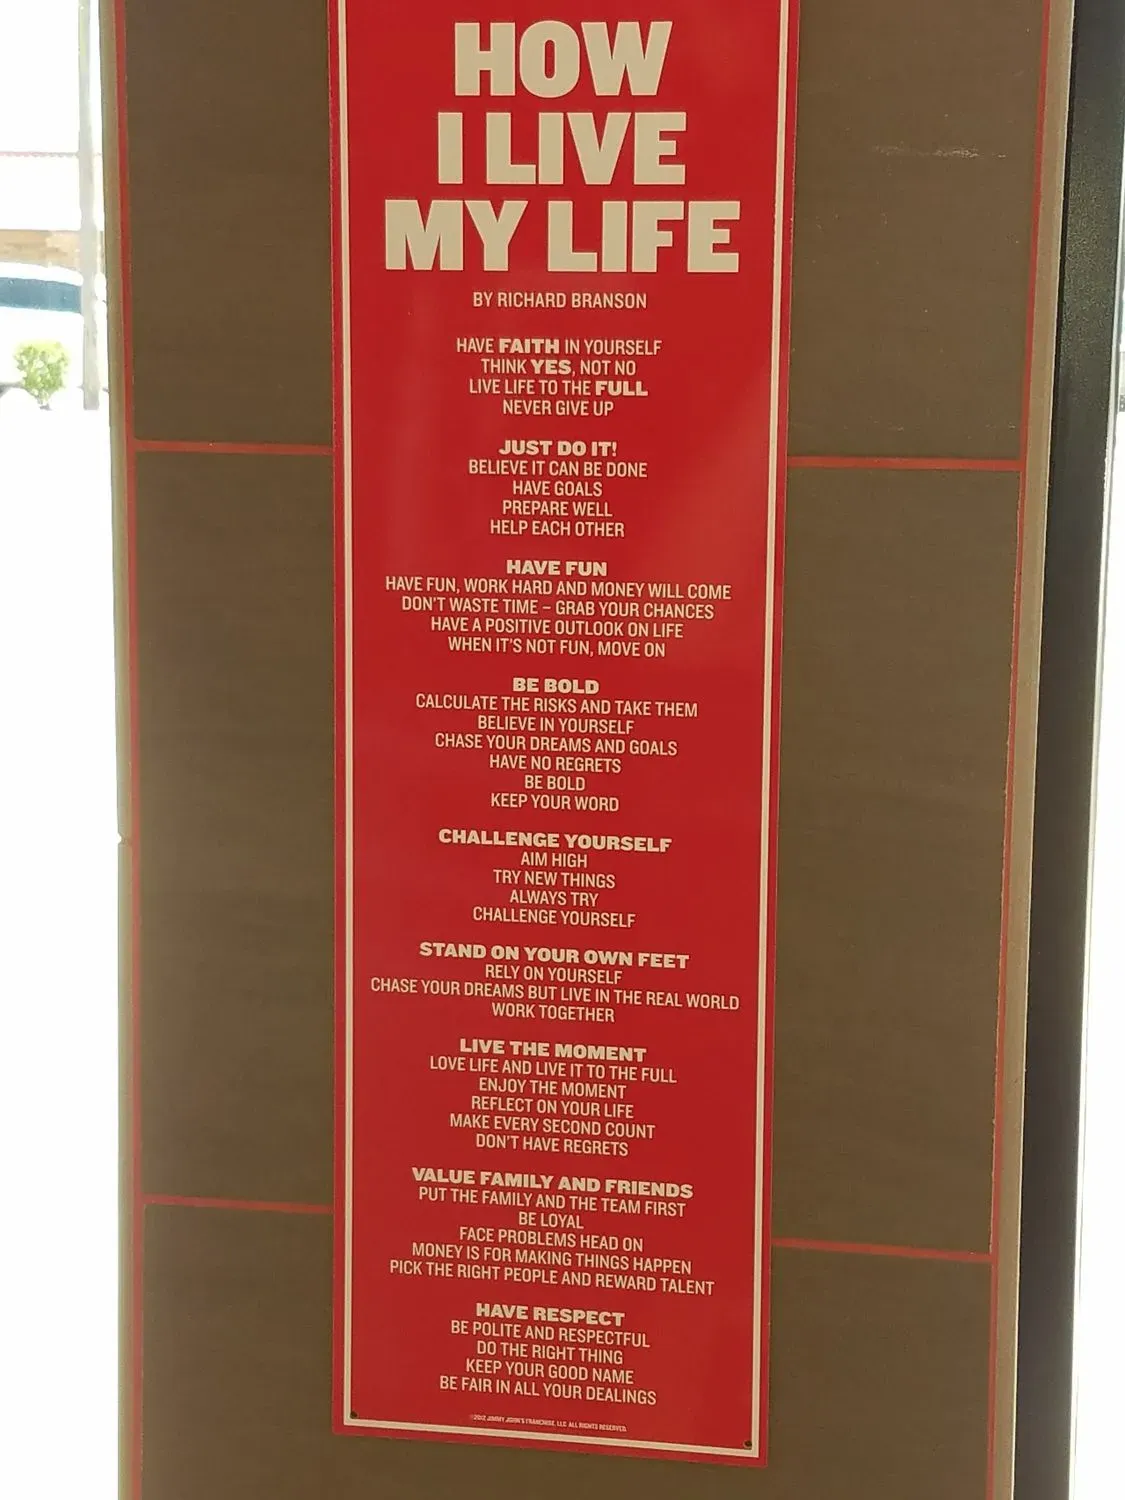 HOW
I LIVE
MY LIFE
BY RICHARD BRANSON
HAVE FAITH IN YOURSELF
THINK YES, NOT NO
LIVE LIFE TO THE FULL
NEVER GIVE UP
JUST DO IT!
BELIEVE IT CAN BE DONE
HAVE GOALS
PREPARE WELL
HELP EACH OTHER
HAVE FUN
HAVE FUN, WORK HARD AND MONEY WILL COME
DON'T WASTE TIME – GRAB YOUR CHANCES
HAVE A POSITIVE OUTLOOK ON LIFE
WHEN IT'S NOT FUN, MOVE ON
BE BOLD
CALCULATE THE RISKS AND TAKE THEM
BELIEVE IN YOURSELF
CHASE YOUR DREAMS AND GOALS
HAVE NO REGRETS
BE BOLD
KEEP YOUR WORD
CHALLENGE YOURSELF
AIM HIGH
TRY NEW THINGS
ALWAYS TRY
CHALLENGE YOURSELF
STAND ON YOUR OWN FEET
RELY ON YOURSELF
CHASE YOUR DREAMS BUT LIVE IN THE REAL WORLD
WORK TOGETHER
LIVE THE MOMENT
LOVE LIFE AND LIVE IT TO THE FULL
ENJOY THE MOMENT
REFLECT ON YOUR LIFE
MAKE EVERY SECOND COUNT
DON'T HAVE REGRETS
VALUE FAMILY AND FRIENDS
PUT THE FAMILY AND THE TEAM FIRST
BE LOYAL
FACE PROBLEMS HEAD ON
MONEY IS FOR MAKING THINGS HAPPEN
PICK THE RIGHT PEOPLE AND REWARD TALENT
HAVE RESPECT
BE POLITE AND RESPECTFUL
DO THE RIGHT THING
KEEP YOUR GOOD NAME
BE FAIR IN ALL YOUR DEALINGS
©2012 JIMMY JOHN'S FRANCHISE, LLC ALL RIGHTS RESERVED.